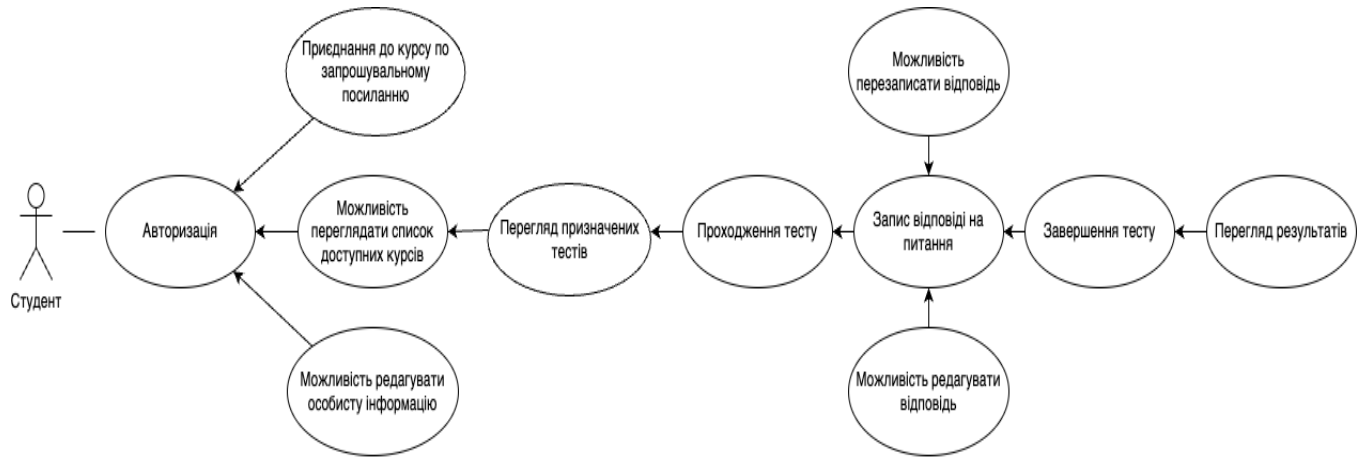 Приєднання до курсу по
запрошувальному
посиланню
Можливість
перезаписати відповідь
Студент
Авторизація
Можливість
переглядати список
доступних курсів
Перегляд призначених
тестів
Проходження тесту
Запис відповіді на
питання
Завершення тесту
Перегляд результатів
Можливість редагувати
особисту інформацію
Можливість редагувати
відповідь